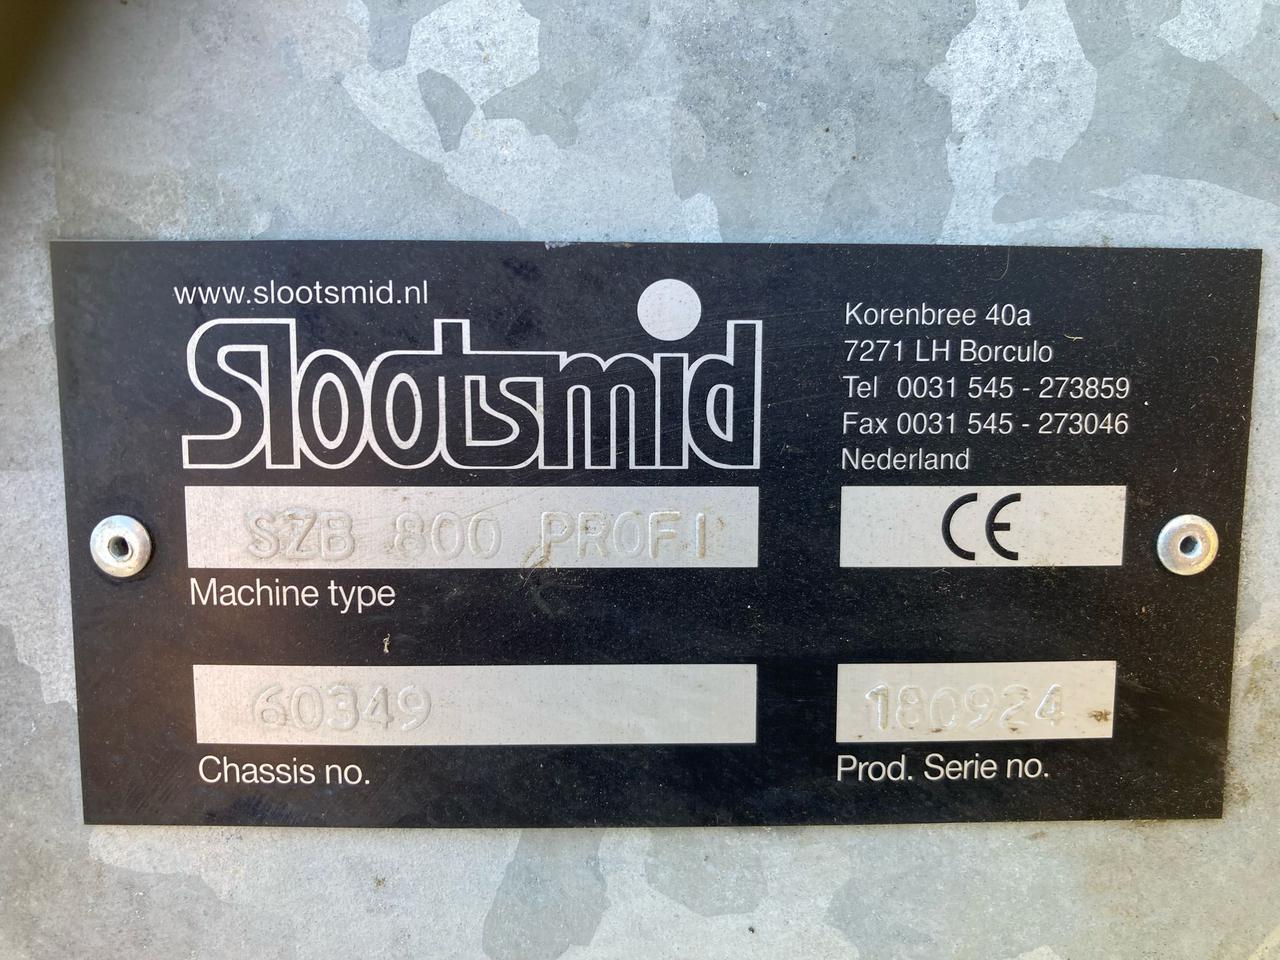 www.slootsmid.nl
Slootsmid
Korenbree 40a
7271 LH Borculo
Tel 0031 545 - 273859
Fax 0031 545 - 273046
Nederland
SZB 800 PROFI
CE
Machine type
60349
180924
Chassis no.
Prod. Serie no.